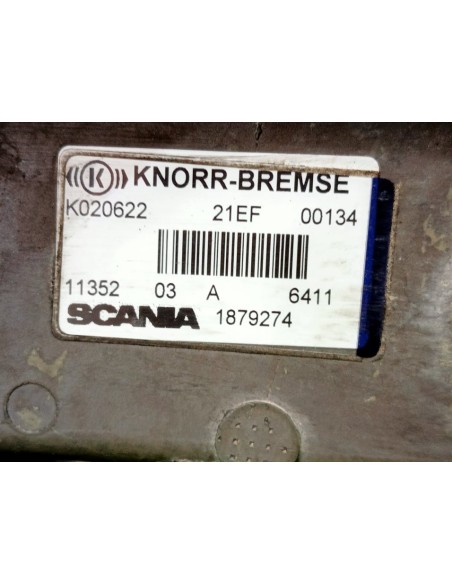 K KNORR-BREMSE
K020622 21EF 00134
11352 03 A 6411
SCANIA 1879274